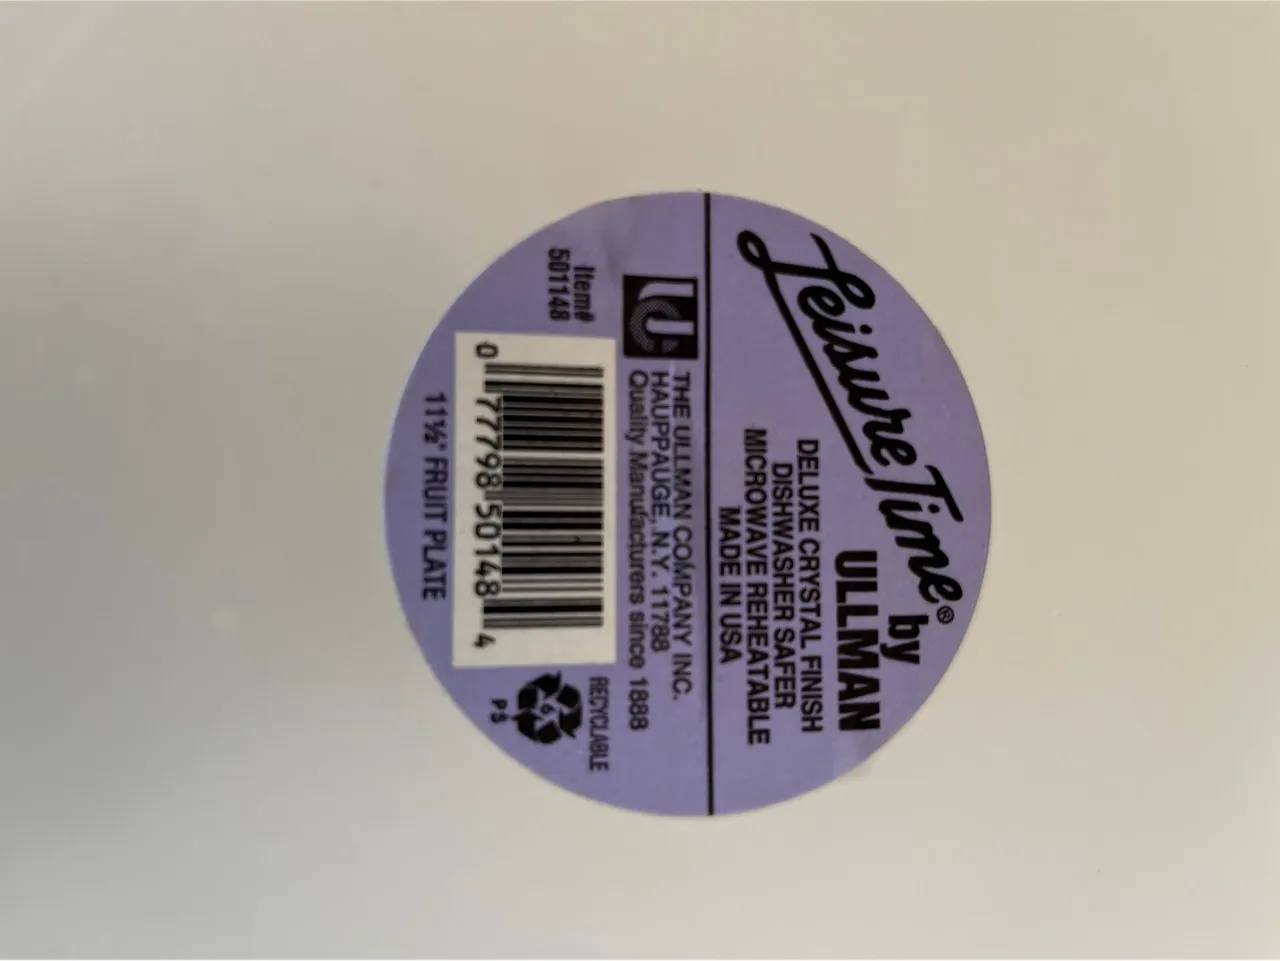 Leisure Time®
by
ULLMAN
DELUXE CRYSTAL FINISH
DISHWASHER SAFER
MICROWAVE REHEATABLE
MADE IN USA
THE ULLMAN COMPANY INC.
HAUPPAUGE, N.Y. 11788
Quality Manufacturers since 1888
Item#
501148
0 77798 50148 4
RECYCLABLE
6
PS
11½" FRUIT PLATE